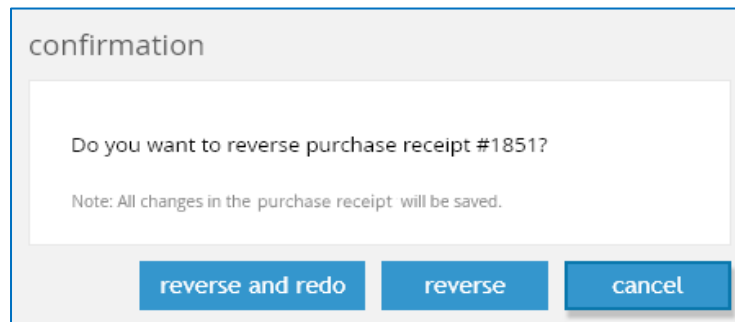 confirmation
Do you want to reverse purchase receipt #1851?
Note: All changes in the purchase receipt will be saved.
reverse and redo reverse cancel